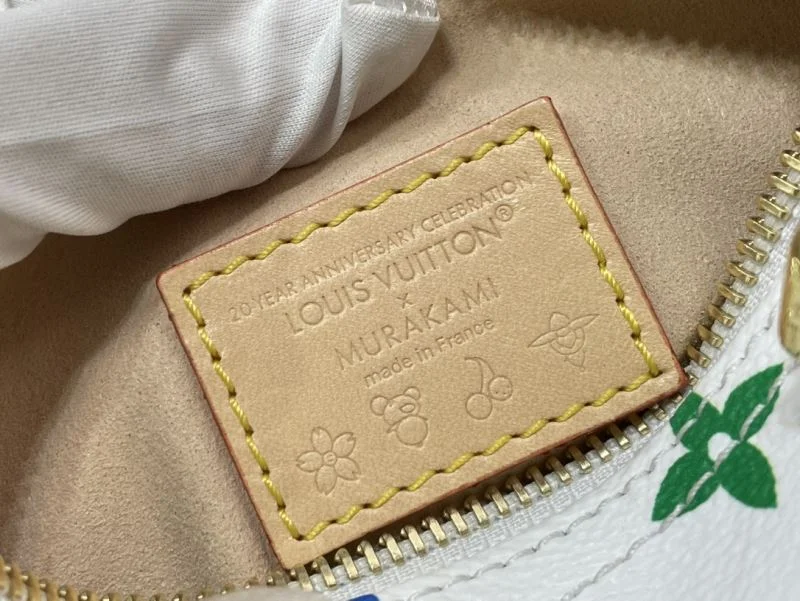 20-YEAR ANNIVERSARY CELEBRATION
LOUIS VUITTON®
×
MURAKAMI
made in France